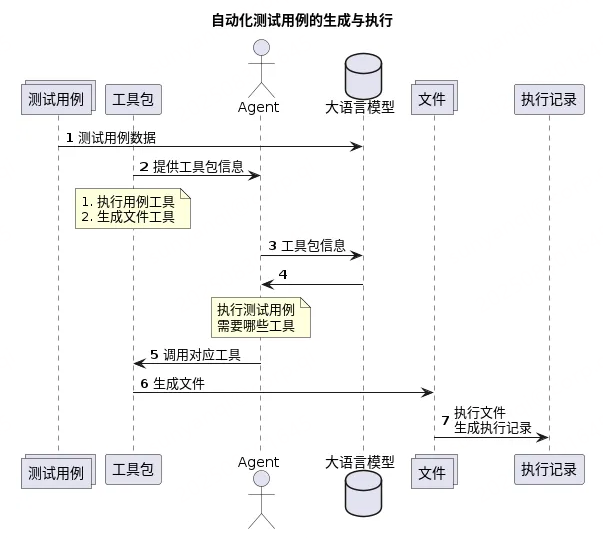 自动化测试用例的生成与执行
测试用例
工具包
Agent
大语言模型
文件
执行记录
1 测试用例数据
2 提供工具包信息
1. 执行用例工具
2. 生成文件工具
3 工具包信息
4
执行测试用例
需要哪些工具
5 调用对应工具
6 生成文件
7 执行文件
生成执行记录
测试用例
工具包
Agent
大语言模型
文件
执行记录